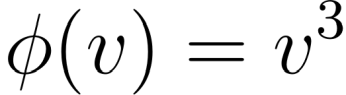 ϕ(v) = v³